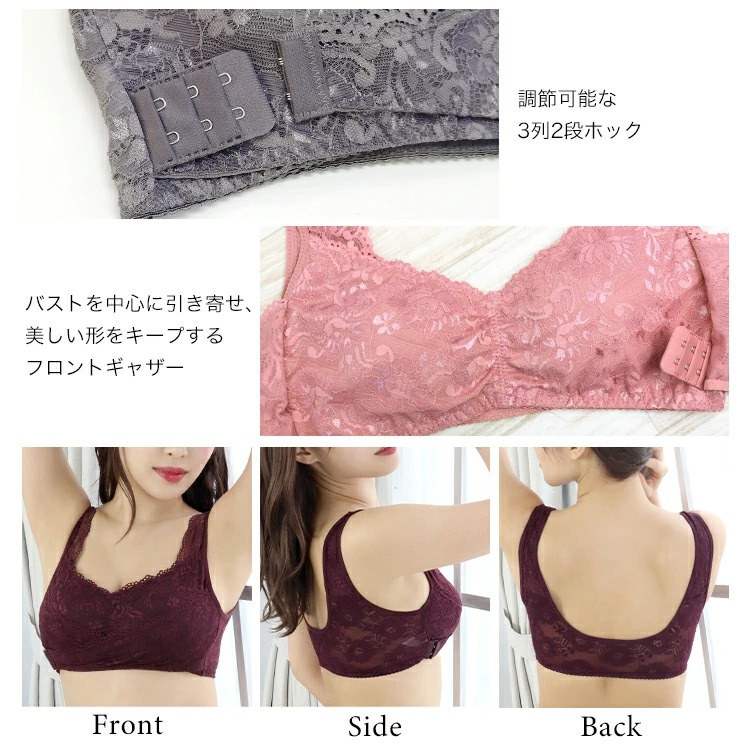 調節可能な
3列2段ホック
バストを中心に引き寄せ、
美しい形をキープする
フロントギャザー
Front
Side
Back